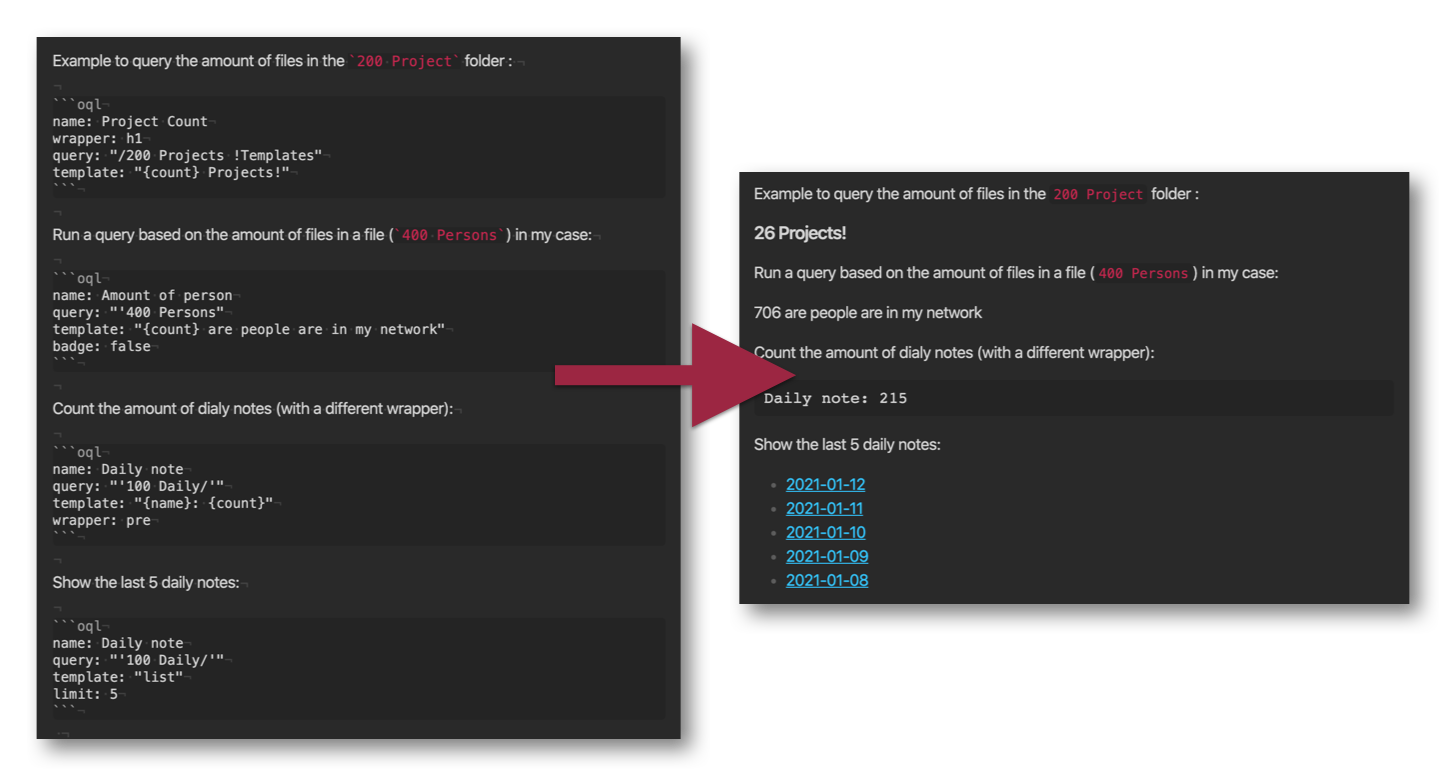 Example to query the amount of files in the `200 Project` folder :
```oql
name: Project Count
wrapper: h1
query: "/200 Projects !Templates"
template: "{count} Projects!"
```
Run a query based on the amount of files in a file (`400 Persons`) in my case:
```oql
name: Amount of person
query: "'400 Persons"
template: "{count} are people are in my network"
badge: false
```
Count the amount of dialy notes (with a different wrapper):
```oql
name: Daily note
query: "'100 Daily/'"
template: "{name}: {count}"
wrapper: pre
```
Show the last 5 daily notes:
```oql
name: Daily note
query: "'100 Daily/'"
template: "list"
limit: 5
```
Example to query the amount of files in the 200 Project folder :
26 Projects!
Run a query based on the amount of files in a file ( 400 Persons ) in my case:
706 are people are in my network
Count the amount of dialy notes (with a different wrapper):
Daily note: 215
Show the last 5 daily notes:
2021-01-12
2021-01-11
2021-01-10
2021-01-09
2021-01-08